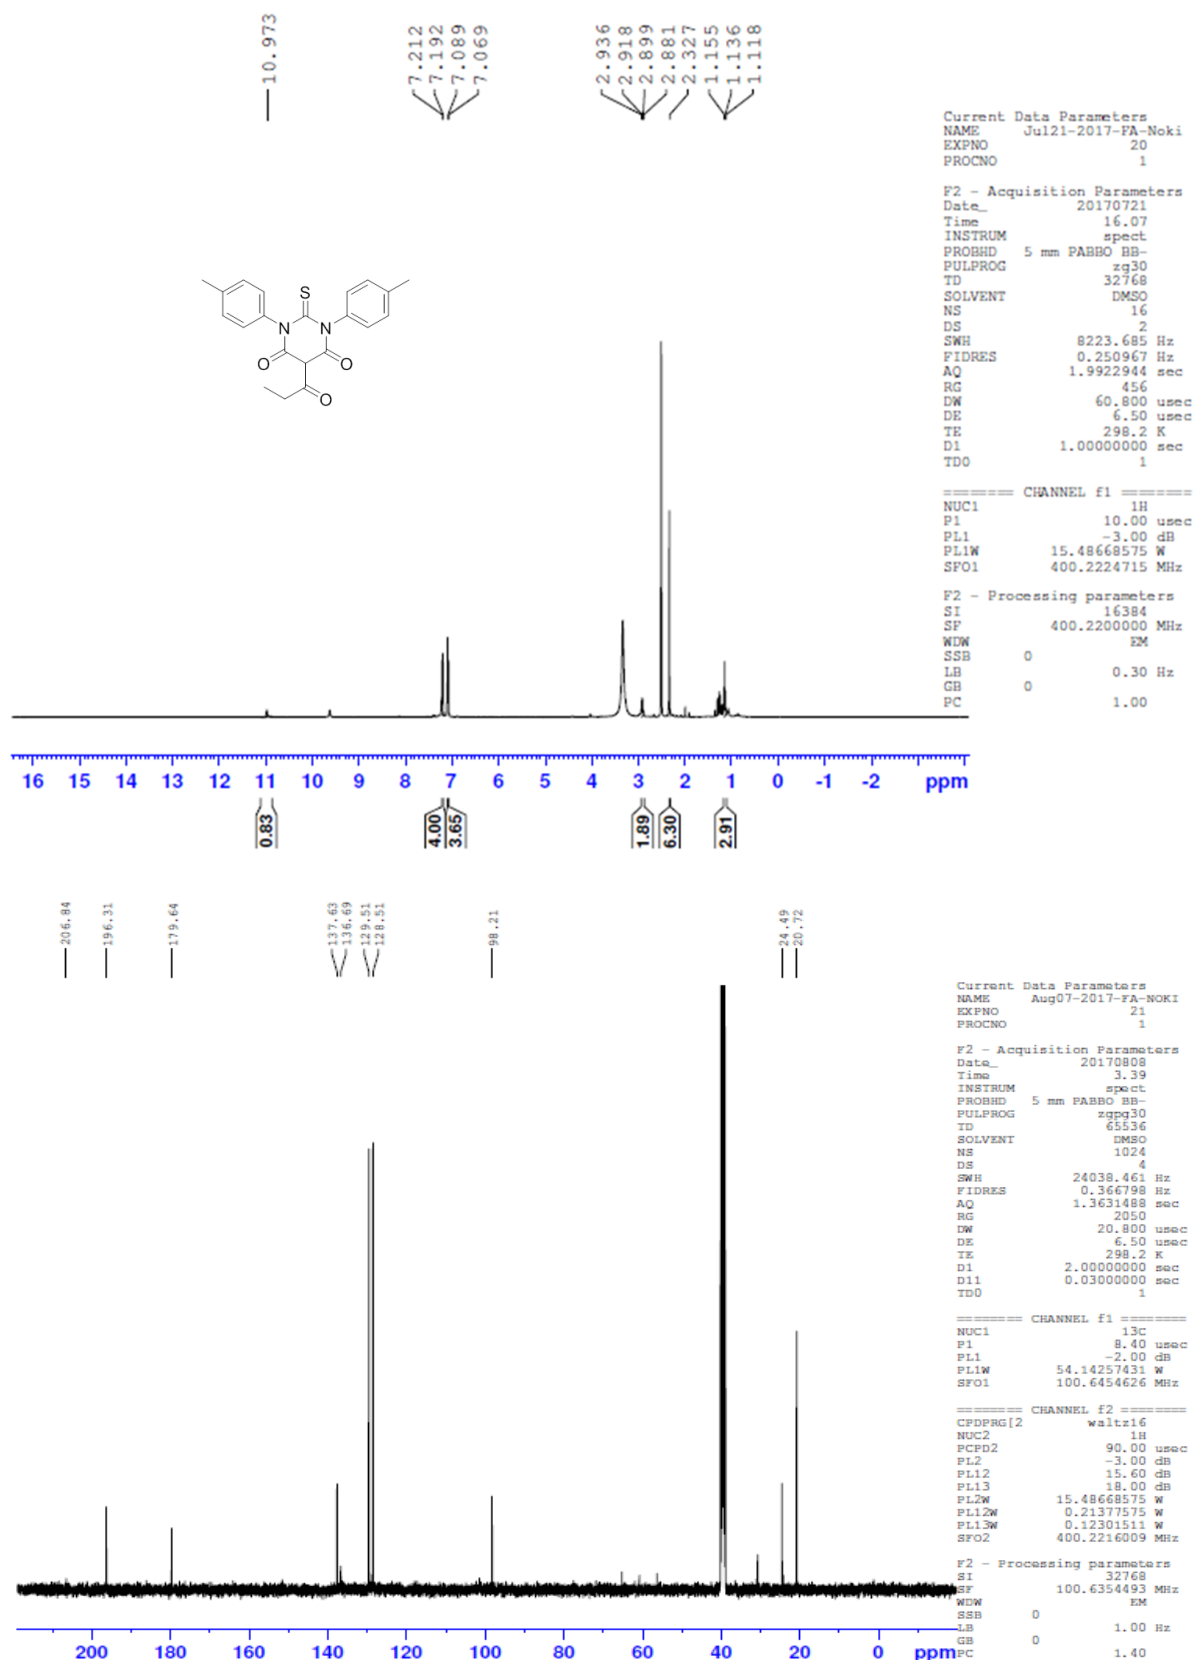 10.973
7.212
7.192
7.089
7.069
2.936
2.918
2.899
2.881
2.327
1.155
1.136
1.118
Current Data Parameters
NAME Jul21-2017-FA-Noki
EXPNO 20
PROCNO 1
F2 - Acquisition Parameters
Date_ 20170721
Time 16.07
INSTRUM spect
PROBHD 5 mm PABBO BB-
PULPROG zg30
TD 32768
SOLVENT DMSO
NS 16
DS 2
SWH 8223.685 Hz
FIDRES 0.250967 Hz
AQ 1.9922944 sec
RG 456
DW 60.800 usec
DE 6.50 usec
TE 298.2 K
D1 1.00000000 sec
TD0 1
======== CHANNEL f1 ========
NUC1 1H
P1 10.00 usec
PL1 -3.00 dB
PL1W 15.48668575 W
SFO1 400.2224715 MHz
F2 - Processing parameters
SI 16384
SF 400.2200000 MHz
WDW EM
SSB 0
LB 0.30 Hz
GB 0
PC 1.00
S
N N
O O
O
16 15 14 13 12 11 10 9 8 7 6 5 4 3 2 1 0 -1 -2 ppm
0.83
4.00
3.65
1.89
6.30
2.91
206.84
196.31
179.64
137.63
136.69
129.51
128.51
98.21
24.49
20.72
Current Data Parameters
NAME Aug07-2017-FA-NOKI
EXPNO 21
PROCNO 1
F2 - Acquisition Parameters
Date_ 20170808
Time 3.39
INSTRUM spect
PROBHD 5 mm PABBO BB-
PULPROG zgpg30
TD 65536
SOLVENT DMSO
NS 1024
DS 4
SWH 24038.461 Hz
FIDRES 0.366798 Hz
AQ 1.3631488 sec
RG 2050
DW 20.800 usec
DE 6.50 usec
TE 298.2 K
D1 2.00000000 sec
D11 0.03000000 sec
TD0 1
======== CHANNEL f1 ========
NUC1 13C
P1 8.40 usec
PL1 -2.00 dB
PL1W 54.14257431 W
SFO1 100.6454626 MHz
======== CHANNEL f2 ========
CPDPRG[2 waltz16
NUC2 1H
PCPD2 90.00 usec
PL2 -3.00 dB
PL12 15.60 dB
PL13 18.00 dB
PL2W 15.48668575 W
PL12W 0.21377575 W
PL13W 0.12301511 W
SFO2 400.2216009 MHz
F2 - Processing parameters
SI 32768
SF 100.6354493 MHz
WDW EM
SSB 0
LB 1.00 Hz
GB 0
PC 1.40
200 180 160 140 120 100 80 60 40 20 0 ppm